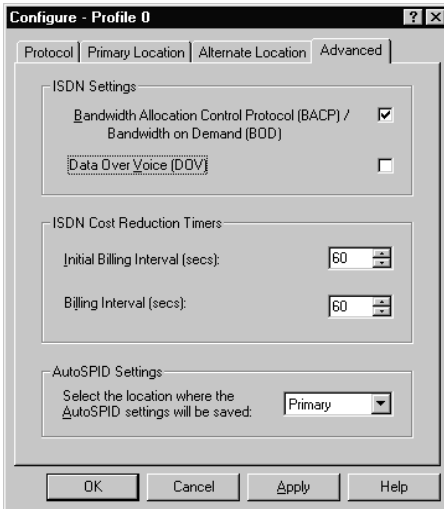 Configure - Profile 0
Protocol
Primary Location
Alternate Location
Advanced
ISDN Settings
Bandwidth Allocation Control Protocol (BACP) /
Bandwidth on Demand (BOD)
Data Over Voice (DOV)
ISDN Cost Reduction Timers
Initial Billing Interval (secs):
60
Billing Interval (secs):
60
AutoSPID Settings
Select the location where the
AutoSPID settings will be saved:
Primary
OK
Cancel
Apply
Help